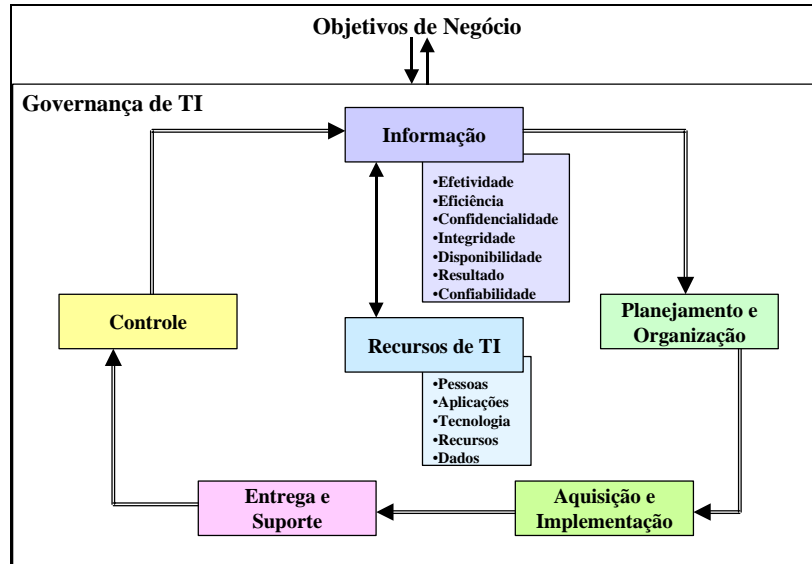 Objetivos de Negócio
Governança de TI
Informação
•Efetividade
•Eficiência
•Confidencialidade
•Integridade
•Disponibilidade
•Resultado
•Confiabilidade
Controle
Planejamento e
Organização
Recursos de TI
•Pessoas
•Aplicações
•Tecnologia
•Recursos
•Dados
Entrega e
Suporte
Aquisição e
Implementação